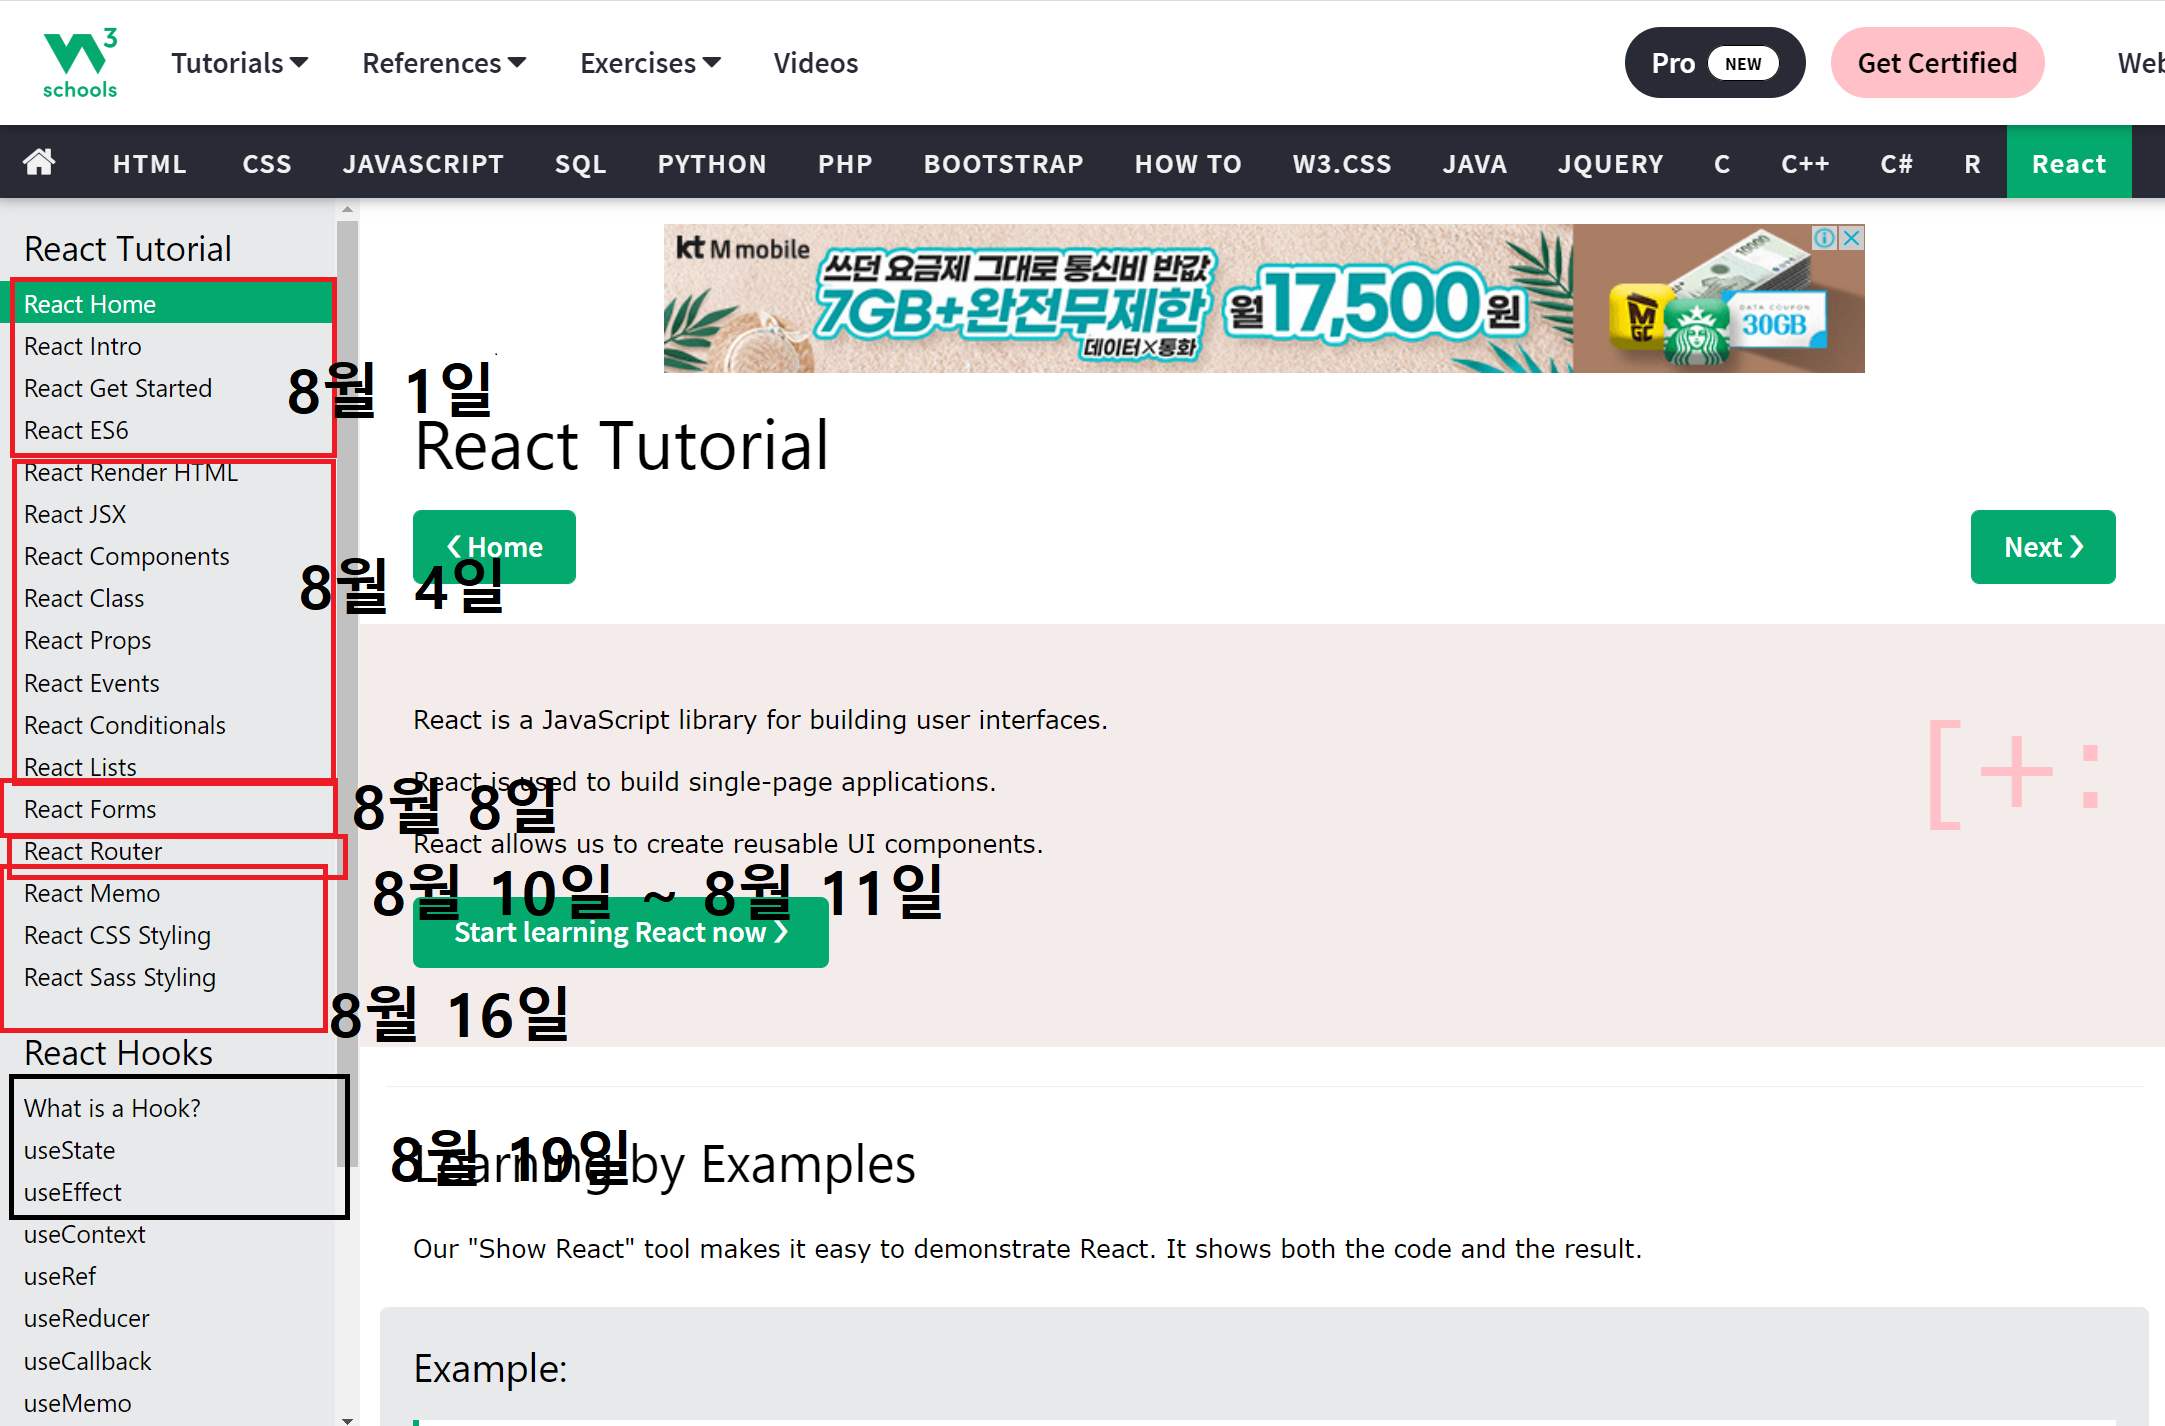 W3 schools
Tutorials References Exercises Videos Pro NEW Get Certified Web
HTML CSS JAVASCRIPT SQL PYTHON PHP BOOTSTRAP HOW TO W3.CSS JAVA JQUERY C C++ C# R React
React Tutorial
React Home
React Intro
React Get Started
React ES6
8월 1일
React Render HTML
React JSX
React Components
React Class
React Props
React Events
React Conditionals
React Lists
8월 4일
React Forms
8월 8일
React Router
8월 10일 ~ 8월 11일
React Memo
React CSS Styling
React Sass Styling
8월 16일
React Hooks
What is a Hook?
useState
useEffect
8월 19일
useContext
useRef
useReducer
useCallback
useMemo
kt M mobile
쓰던 요금제 그대로 통신비 반값
7GB+완전무제한
데이터X통화
월 17,500원
10000
MGC
DATA COUPON
30GB
React Tutorial
❮ Home
Next ❯
React is a JavaScript library for building user interfaces.
React is used to build single-page applications.
React allows us to create reusable UI components.
[+:
Start learning React now ❯
Learning by Examples
Our "Show React" tool makes it easy to demonstrate React. It shows both the code and the result.
Example: